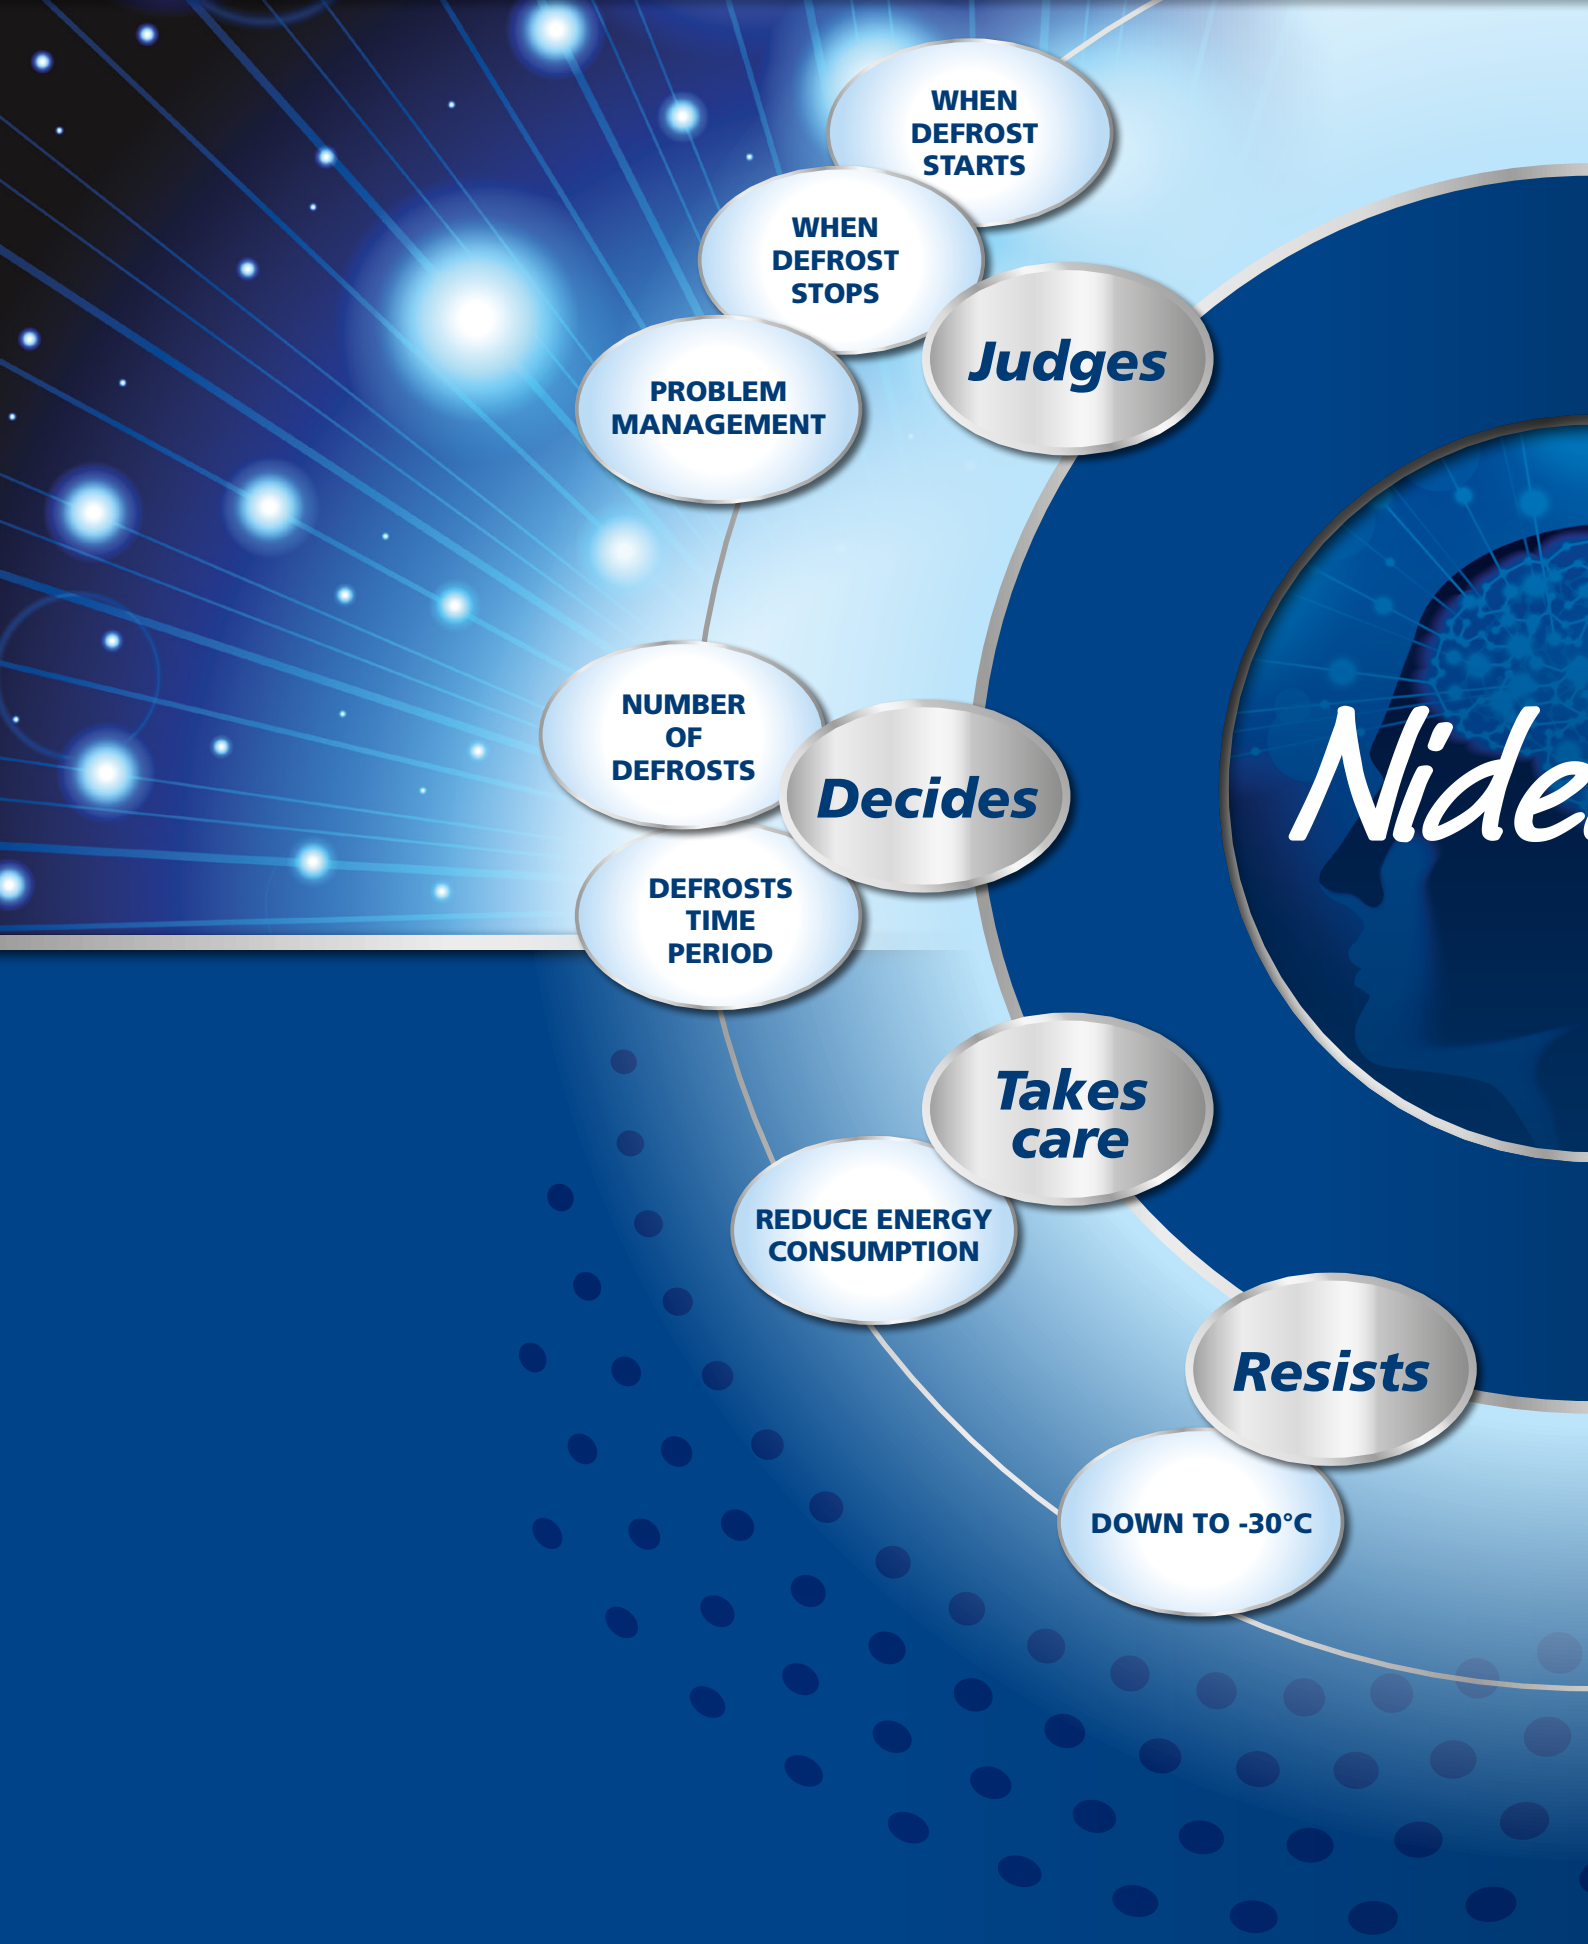 WHEN
DEFROST
STARTS
WHEN
DEFROST
STOPS
Judges
PROBLEM
MANAGEMENT
NUMBER
OF
DEFROSTS
Decides
DEFROSTS
TIME
PERIOD
Takes
care
REDUCE ENERGY
CONSUMPTION
Resists
DOWN TO -30°C